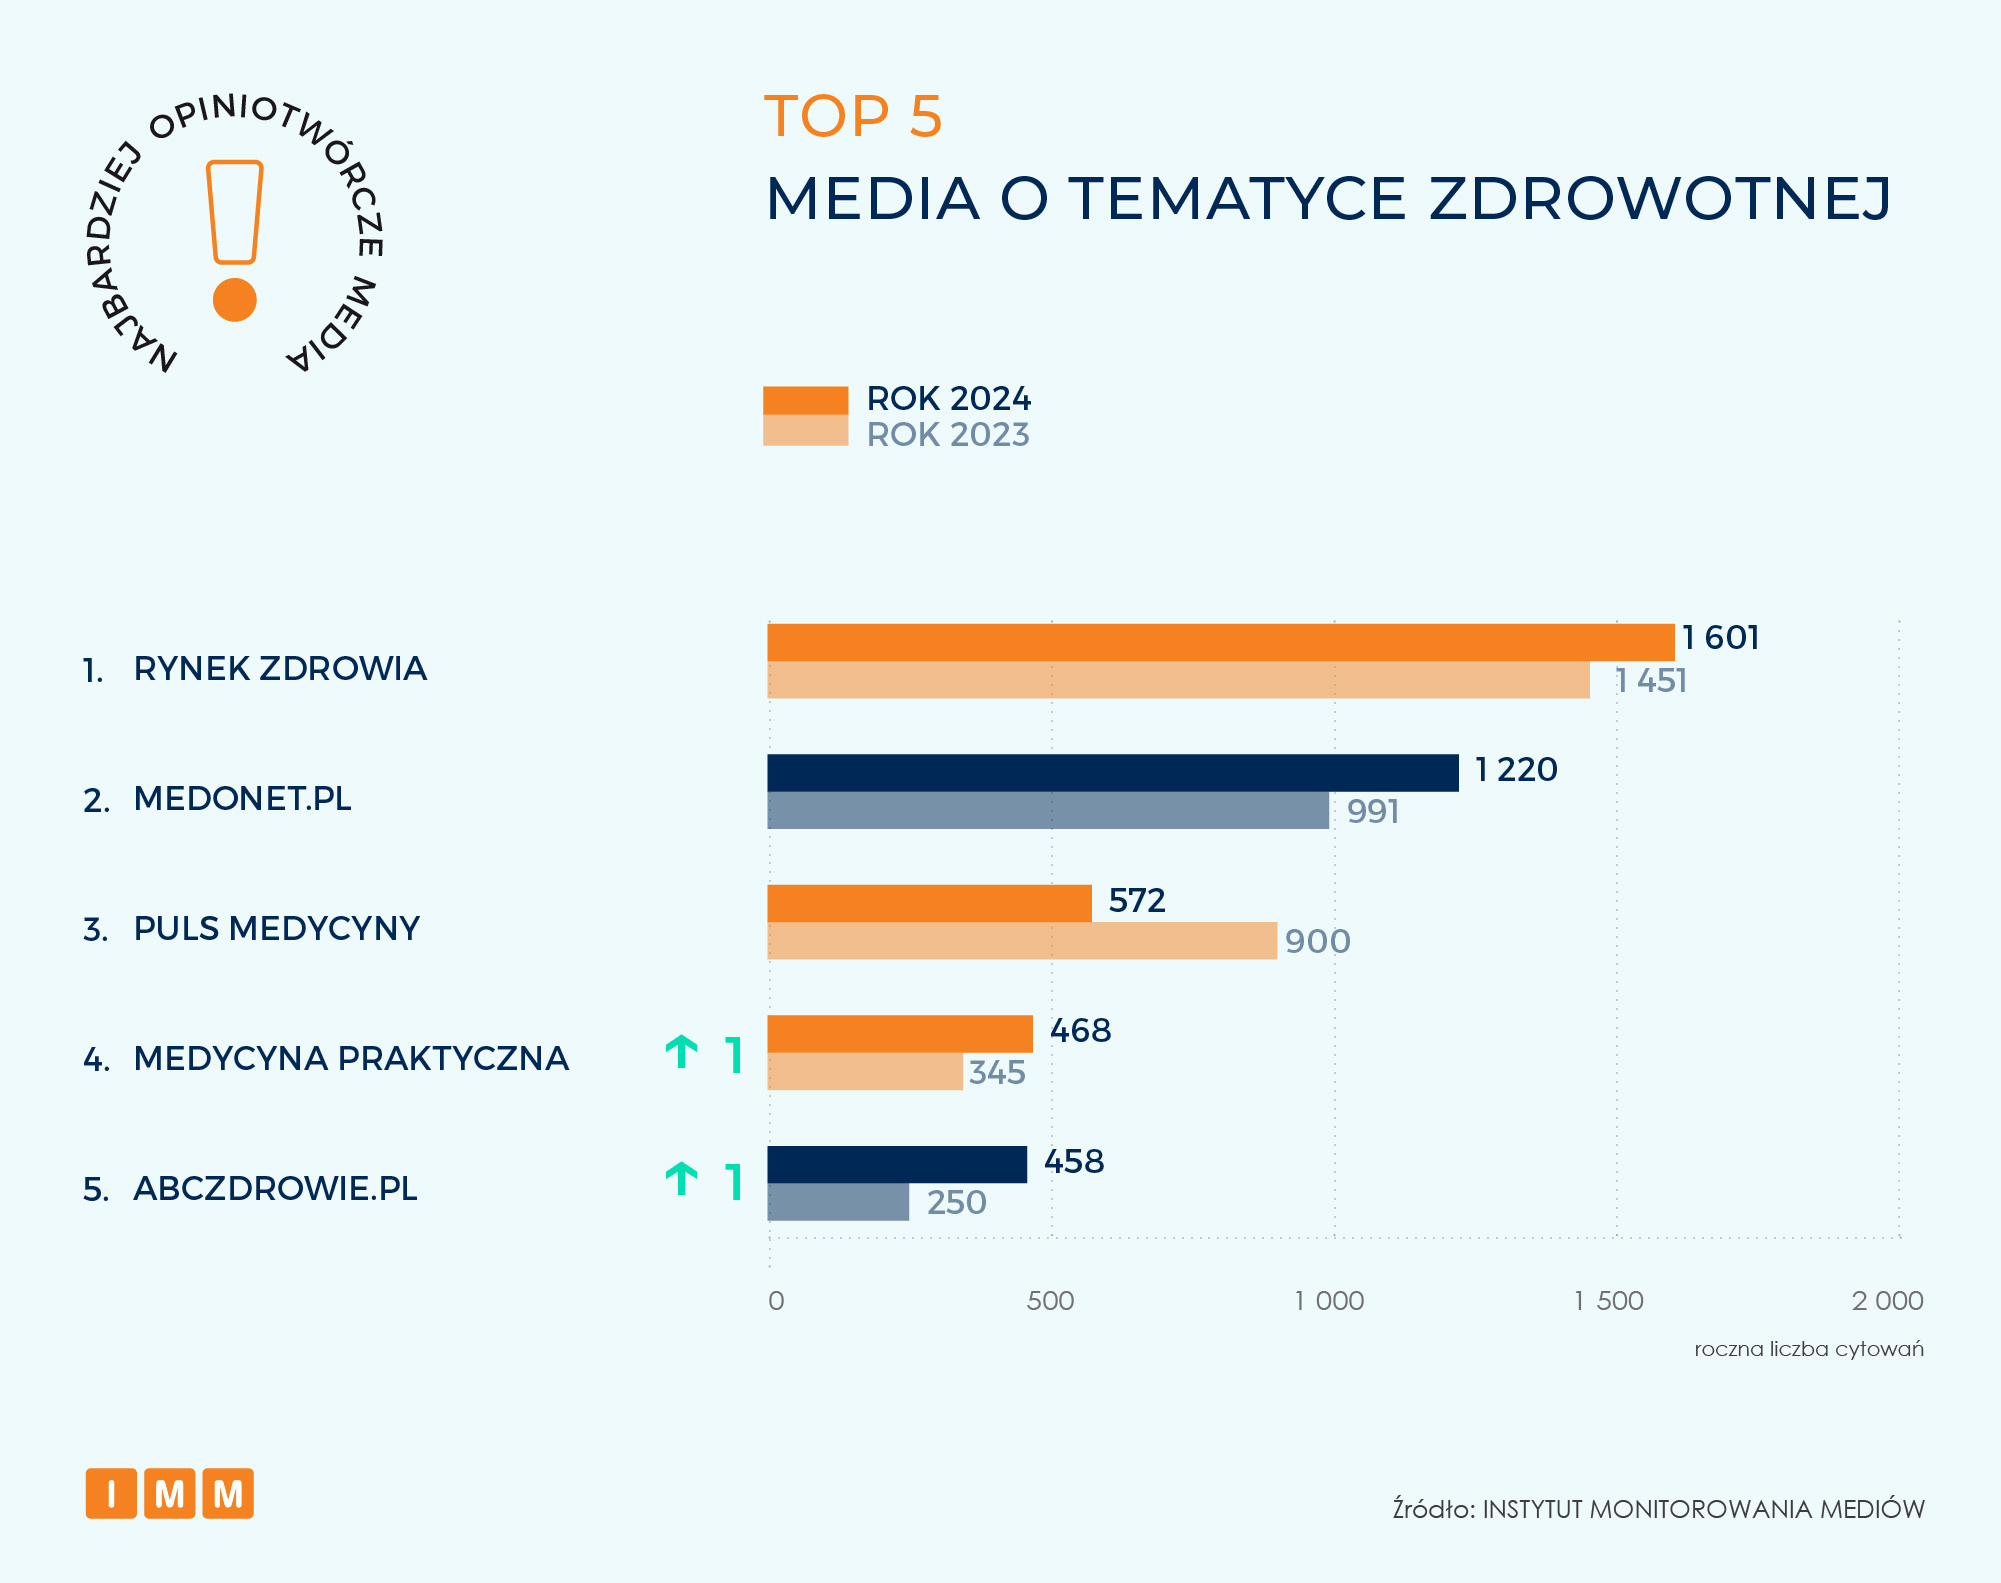 NAJBARDZIEJ OPINIOTWÓRCZE MEDIA
TOP 5
MEDIA O TEMATYCE ZDROWOTNEJ
ROK 2024
ROK 2023
1. RYNEK ZDROWIA
1 601
1 451
2. MEDONET.PL
1 220
991
3. PULS MEDYCYNY
572
900
4. MEDYCYNA PRAKTYCZNA ↑ 1
468
345
5. ABCZDROWIE.PL ↑ 1
458
250
0 500 1 000 1 500 2 000
roczna liczba cytowań
IMM
Źródło: INSTYTUT MONITOROWANIA MEDIÓW